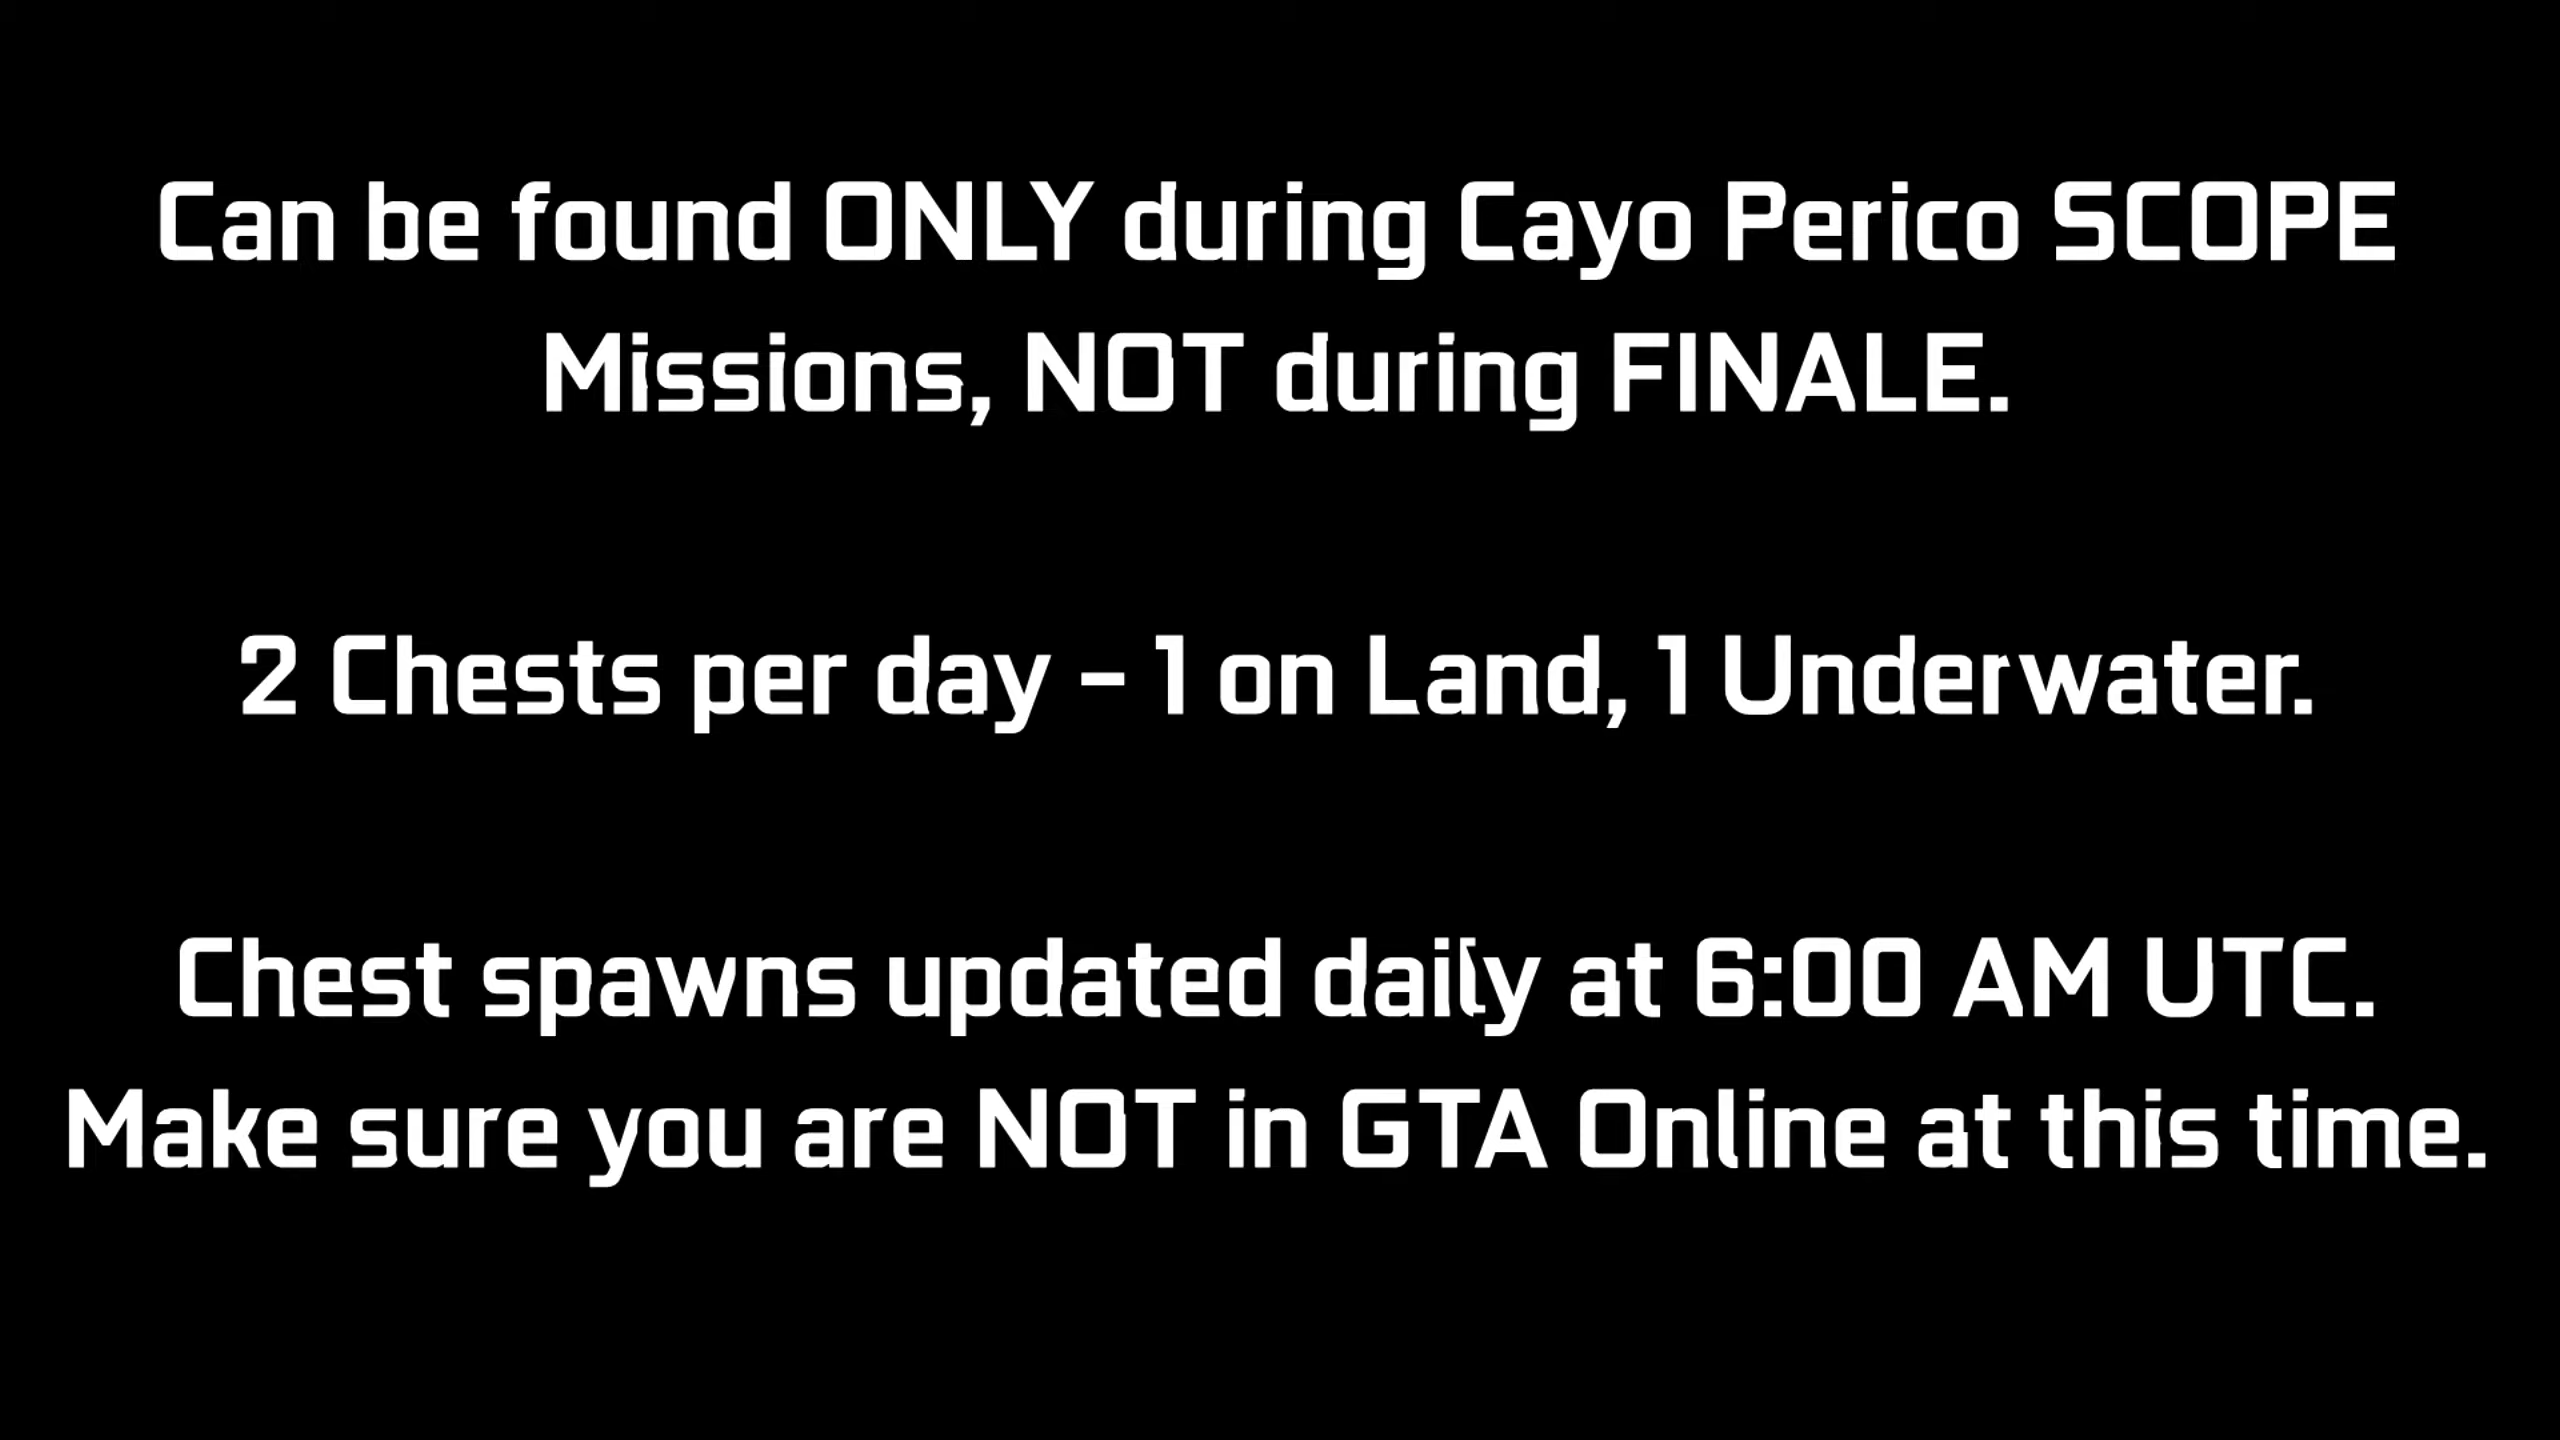 Can be found ONLY during Cayo Perico SCOPE
Missions, NOT during FINALE.
2 Chests per day - 1 on Land, 1 Underwater.
Chest spawns updated daily at 6:00 AM UTC.
Make sure you are NOT in GTA Online at this time.